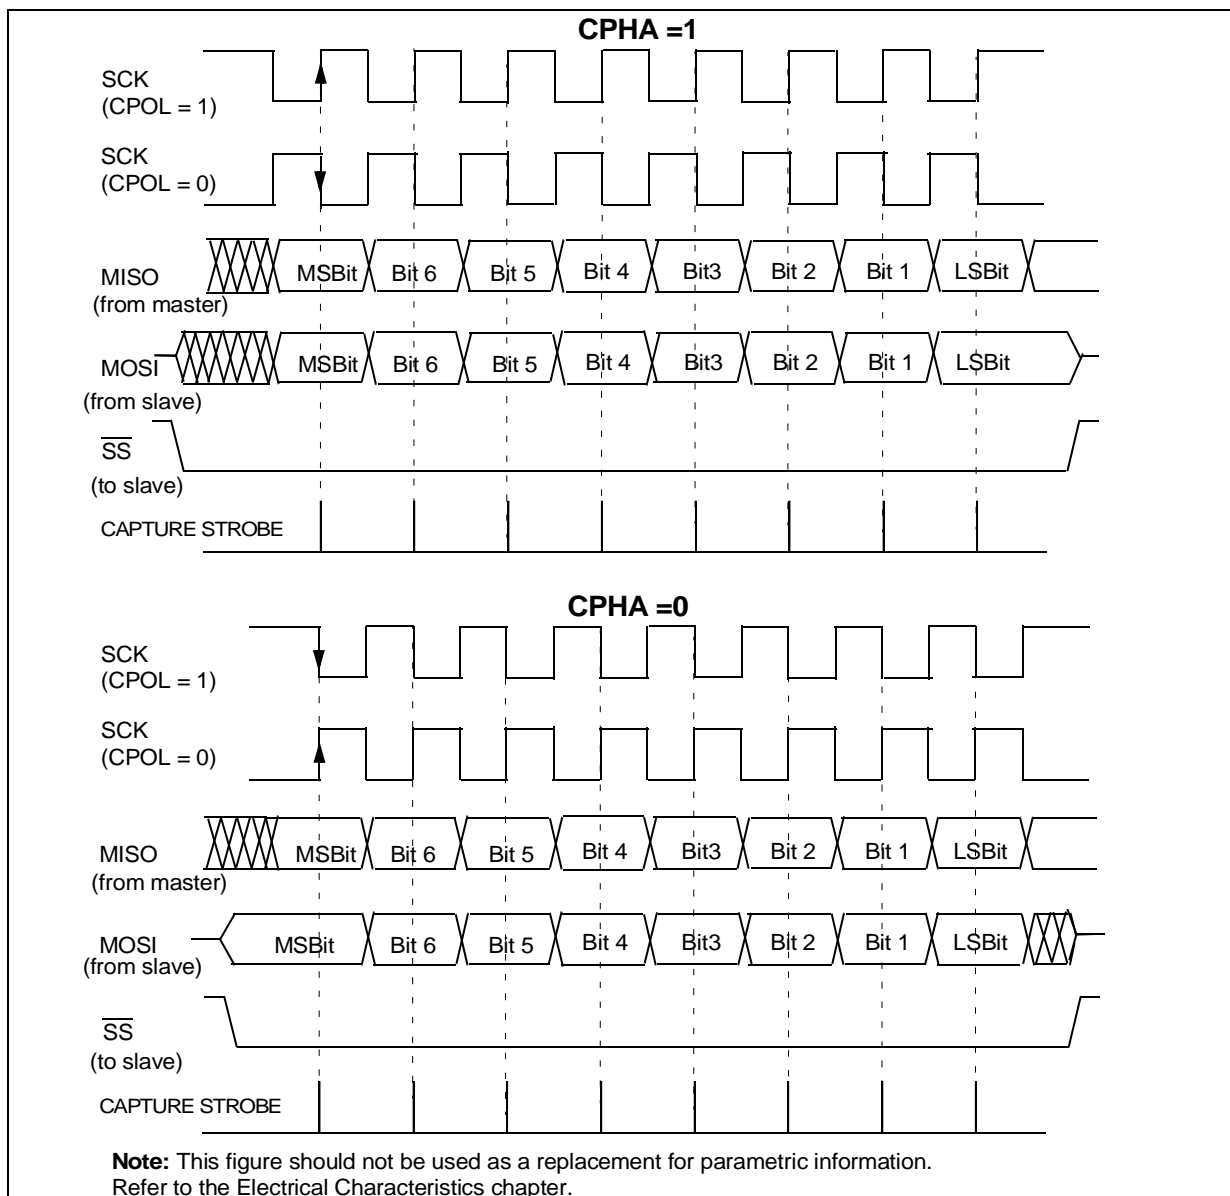 CPHA =1
SCK
(CPOL = 1)
SCK
(CPOL = 0)
MISO
(from master)
MSBit Bit 6 Bit 5 Bit 4 Bit3 Bit 2 Bit 1 LSBit
MOSI
(from slave)
MSBit Bit 6 Bit 5 Bit 4 Bit3 Bit 2 Bit 1 LSBit
SS
(to slave)
CAPTURE STROBE
CPHA =0
SCK
(CPOL = 1)
SCK
(CPOL = 0)
MISO
(from master)
MSBit Bit 6 Bit 5 Bit 4 Bit3 Bit 2 Bit 1 LSBit
MOSI
(from slave)
MSBit Bit 6 Bit 5 Bit 4 Bit3 Bit 2 Bit 1 LSBit
SS
(to slave)
CAPTURE STROBE
Note: This figure should not be used as a replacement for parametric information.
Refer to the Electrical Characteristics chapter.